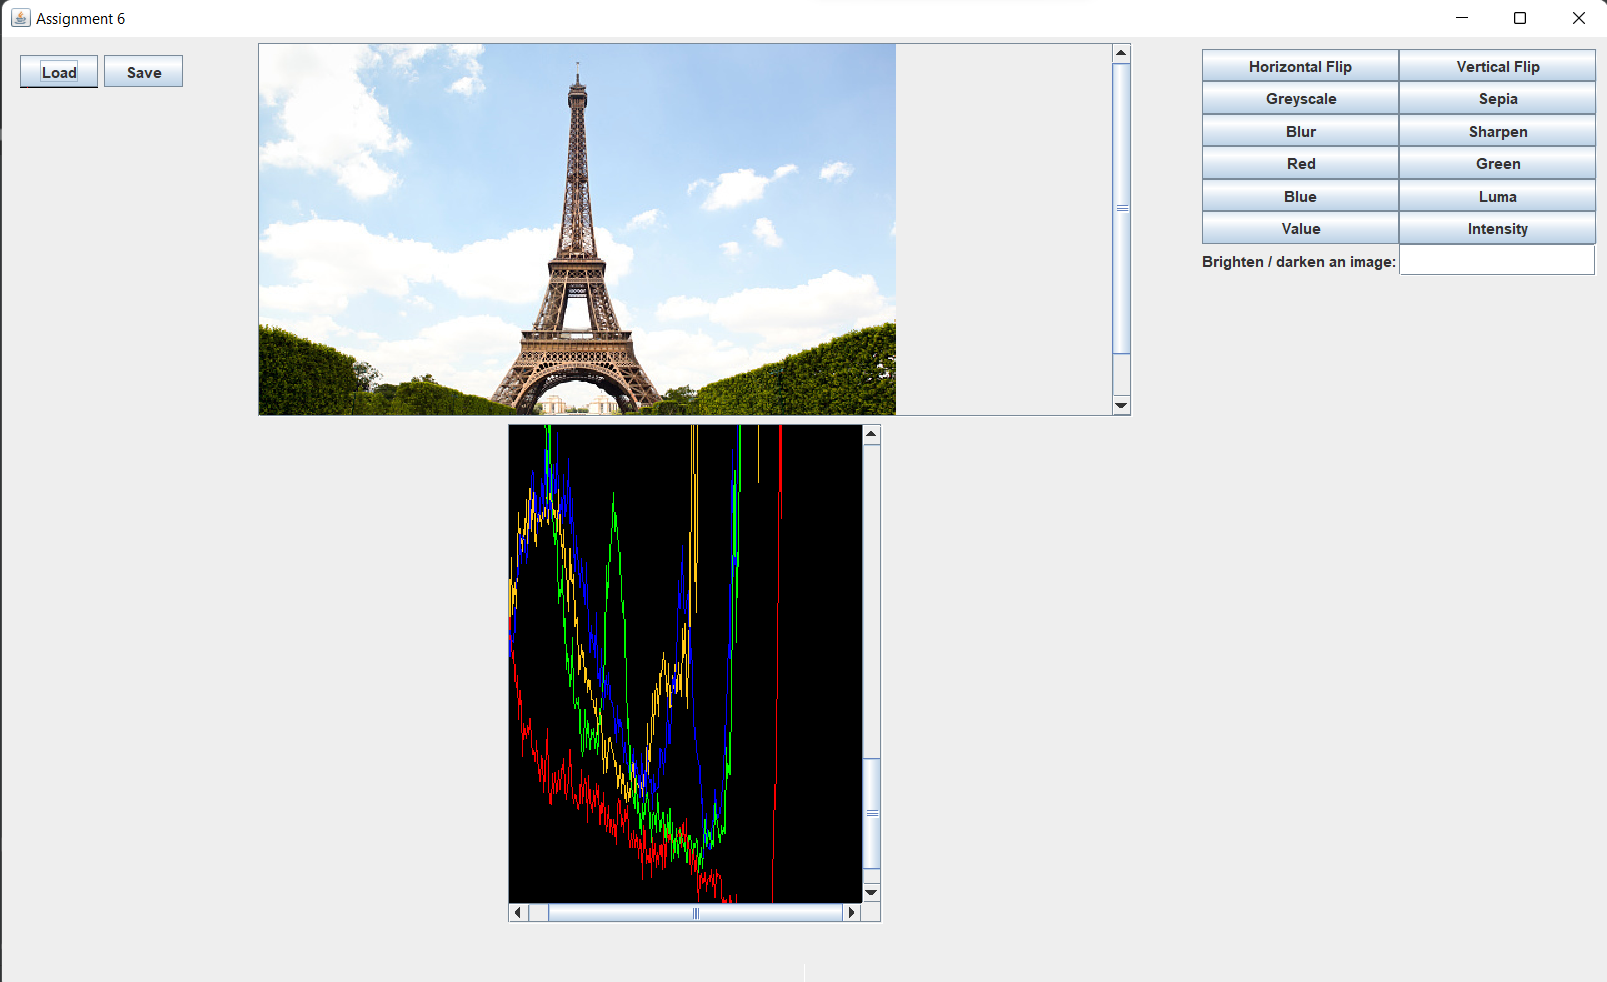 Assignment 6
Load Save
Horizontal Flip Vertical Flip
Greyscale Sepia
Blur Sharpen
Red Green
Blue Luma
Value Intensity
Brighten / darken an image: